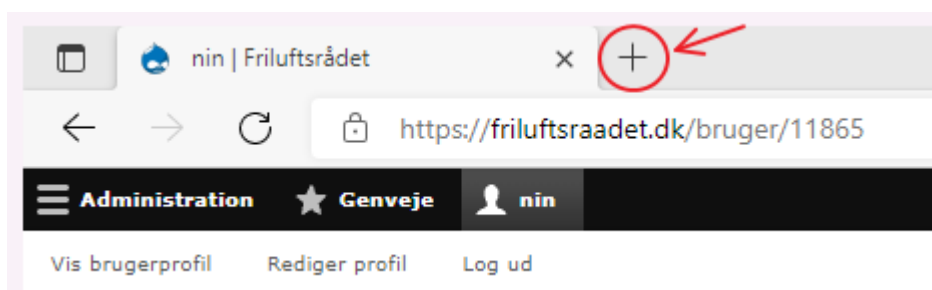 nin | Friluftsrådet
https://friluftsraadet.dk/bruger/11865
Administration Genveje nin
Vis brugerprofil Rediger profil Log ud